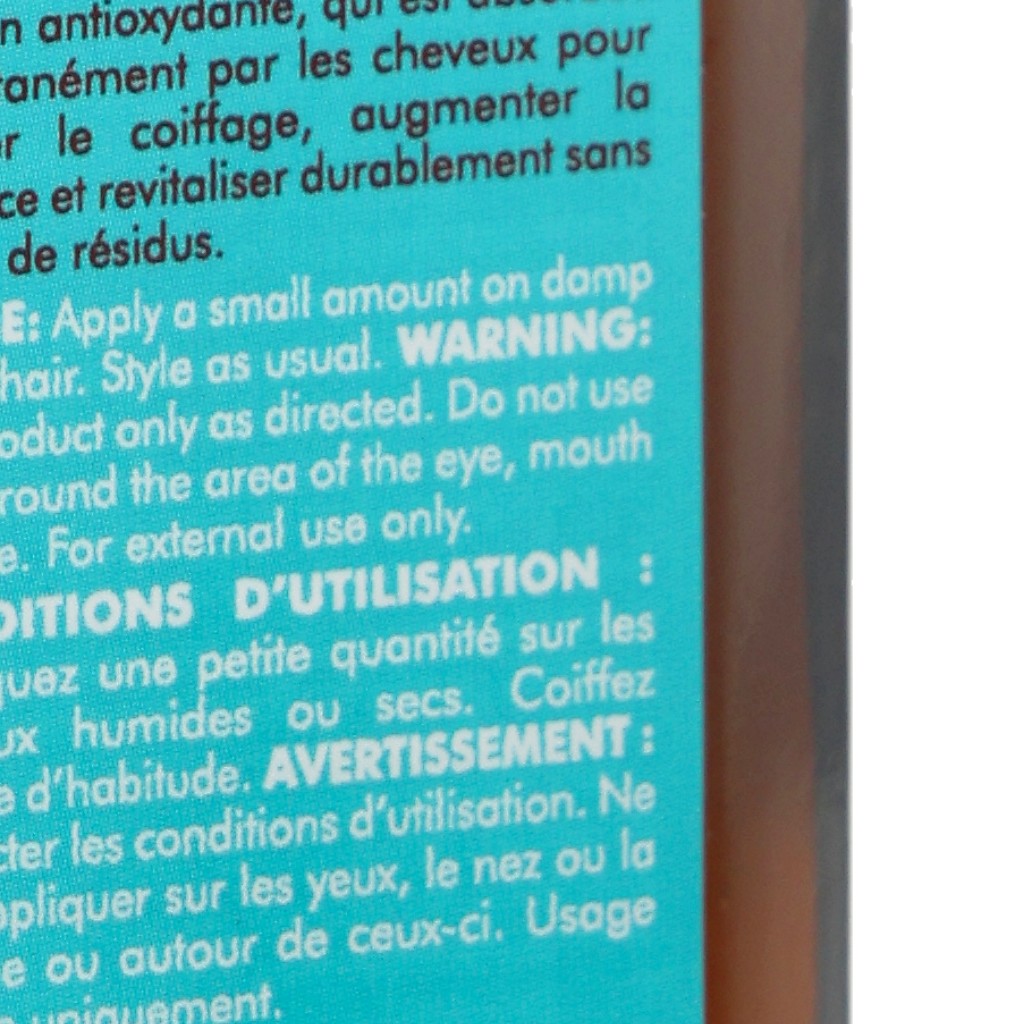 n antioxydante, qui est
anément par les cheveux pour
r le coiffage, augmenter la
ce et revitaliser durablement sans
de résidus.
E: Apply a small amount on damp
hair. Style as usual. WARNING:
oduct only as directed. Do not use
round the area of the eye, mouth
e. For external use only.
DITIONS D'UTILISATION :
quez une petite quantité sur les
ux humides ou secs. Coiffez
e d'habitude. AVERTISSEMENT :
cter les conditions d'utilisation. Ne
ppliquer sur les yeux, le nez ou la
e ou autour de ceux-ci. Usage
uniquement.